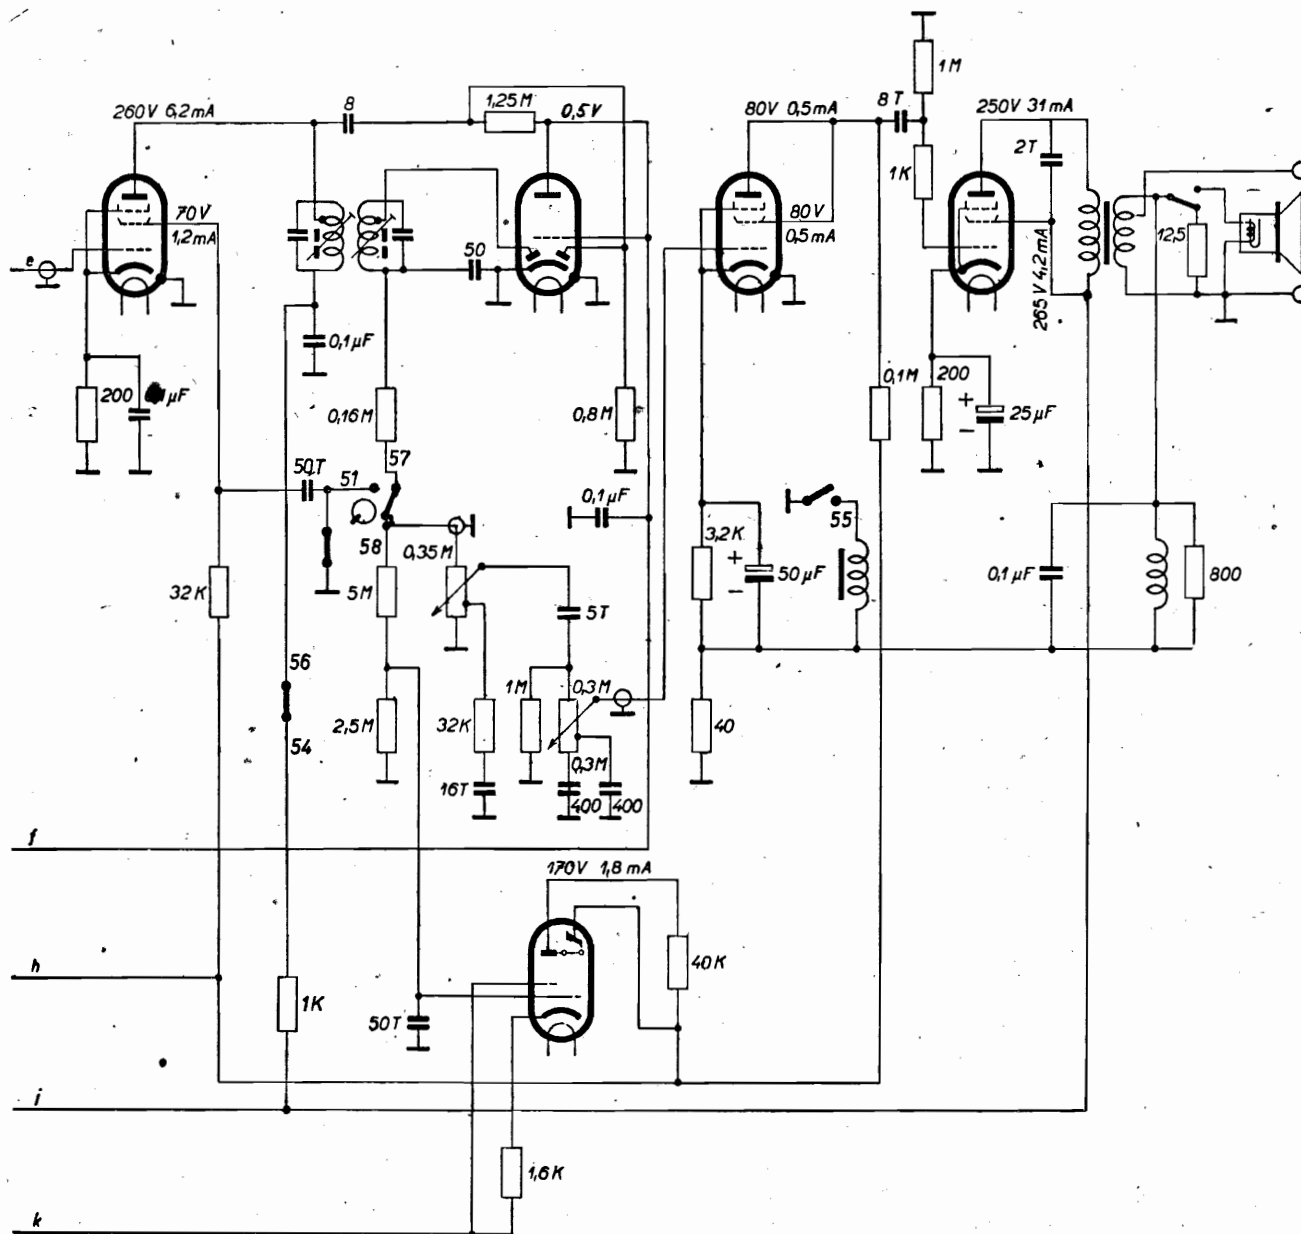 1M
260V 6,2mA
8
1,25M
0,5V
80V 0,5mA
8T
250V 31mA
2T
1K
70V
1,2mA
80V
0,5mA
12,5
e
50
265V 4,2mA
0,1µF
200
µF
0,16M
0,8M
0,1M
200
+
-
25µF
50T
51
57
0,1µF
55
58
0,35M
3,2K
+
-
50µF
0,1µF
800
32K
5M
5T
56
54
1M
0,3M
2,5M
32K
40
0,3M
16T
400
400
f
170V 1,8mA
40K
h
1K
50T
i
1,6K
k